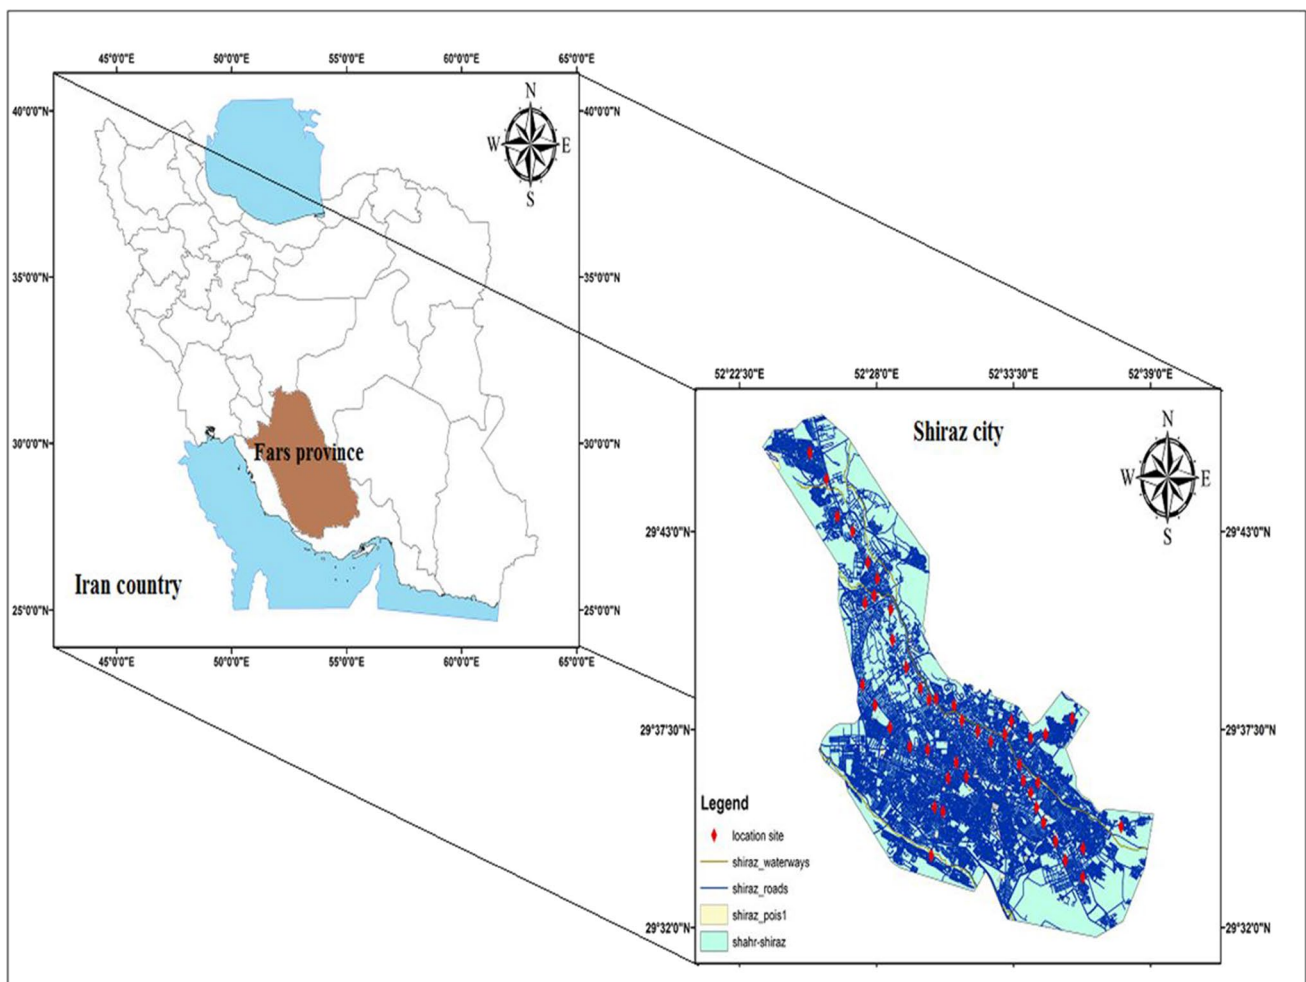 45°0'0"E 50°0'0"E 55°0'0"E 60°0'0"E 65°0'0"E
40°0'0"N 40°0'0"N
N
W E
S
35°0'0"N 35°0'0"N
30°0'0"N 30°0'0"N
Fars province
Iran country
25°0'0"N 25°0'0"N
45°0'0"E 50°0'0"E 55°0'0"E 60°0'0"E 65°0'0"E
52°22'30"E 52°28'0"E 52°33'30"E 52°39'0"E
Shiraz city
N
W E
S
29°43'0"N 29°43'0"N
29°37'30"N 29°37'30"N
Legend
location site
shiraz_waterways
shiraz_roads
shiraz_pois1
shahr-shiraz
29°32'0"N 29°32'0"N